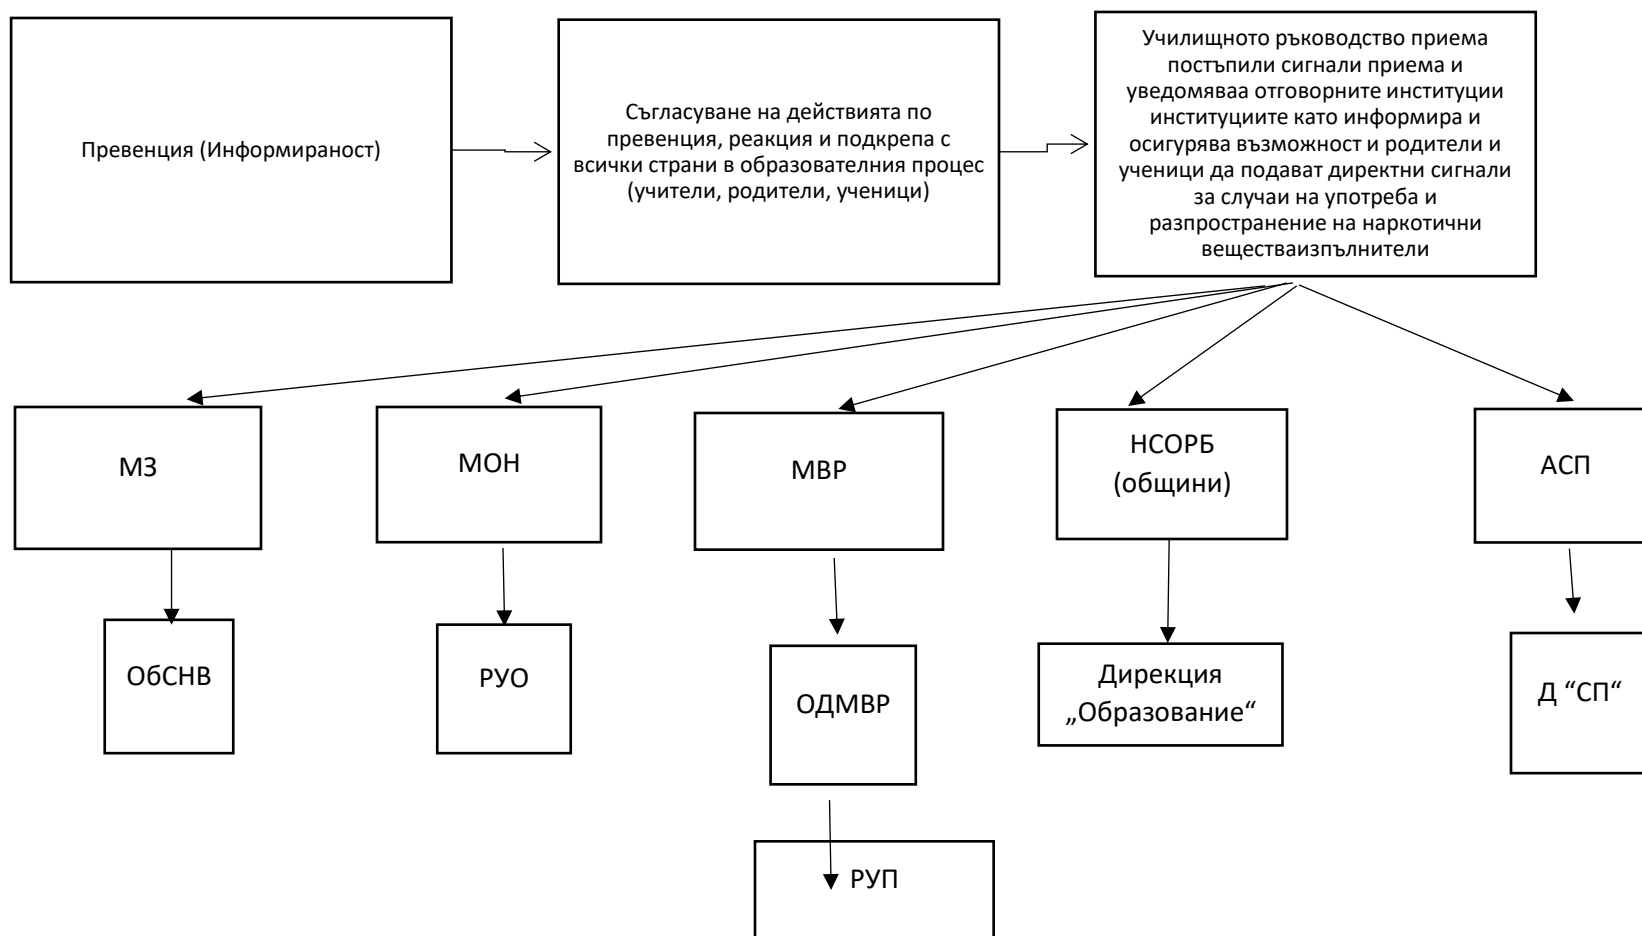 Превенция (Информираност)
Съгласуване на действията по
превенция, реакция и подкрепа с
всички страни в образователния процес
(учители, родители, ученици)
Училищното ръководство приема
постъпили сигнали приема и
уведомяваа отговорните институции
институциите като информира и
осигурява възможност и родители и
ученици да подават директни сигнали
за случаи на употреба и
разпространение на наркотични
веществаизпълнители
МЗ
МОН
МВР
НСОРБ
(общини)
АСП
ОбСНВ
РУО
ОДМВР
Дирекция
„Образование“
Д “СП“
РУП